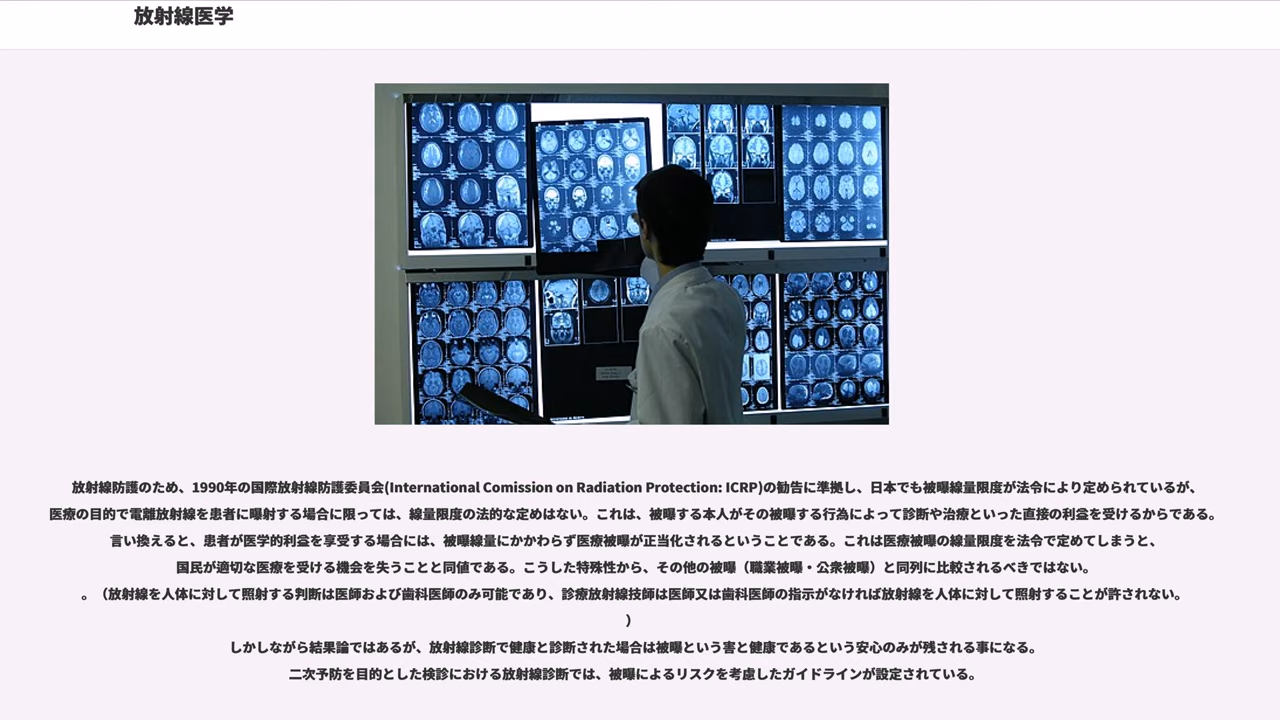 放射線医学
放射線防護のため、1990年の国際放射線防護委員会(International Comission on Radiation Protection: ICRP)の勧告に準拠し、日本でも被曝線量限度が法令により定められているが、
医療の目的で電離放射線を患者に曝射する場合に限っては、線量限度の法的な定めはない。これは、被曝する本人がその被曝する行為によって診断や治療といった直接の利益を受けるからである。
言い換えると、患者が医学的利益を享受する場合には、被曝線量にかかわらず医療被曝が正当化されるということである。これは医療被曝の線量限度を法令で定めてしまうと、
国民が適切な医療を受ける機会を失うことと同値である。こうした特殊性から、その他の被曝（職業被曝・公衆被曝）と同列に比較されるべきではない。
。（放射線を人体に対して照射する判断は医師および歯科医師のみ可能であり、診療放射線技師は医師又は歯科医師の指示がなければ放射線を人体に対して照射することが許されない。
）
しかしながら結果論ではあるが、放射線診断で健康と診断された場合は被曝という害と健康であるという安心のみが残される事になる。
二次予防を目的とした検診における放射線診断では、被曝によるリスクを考慮したガイドラインが設定されている。